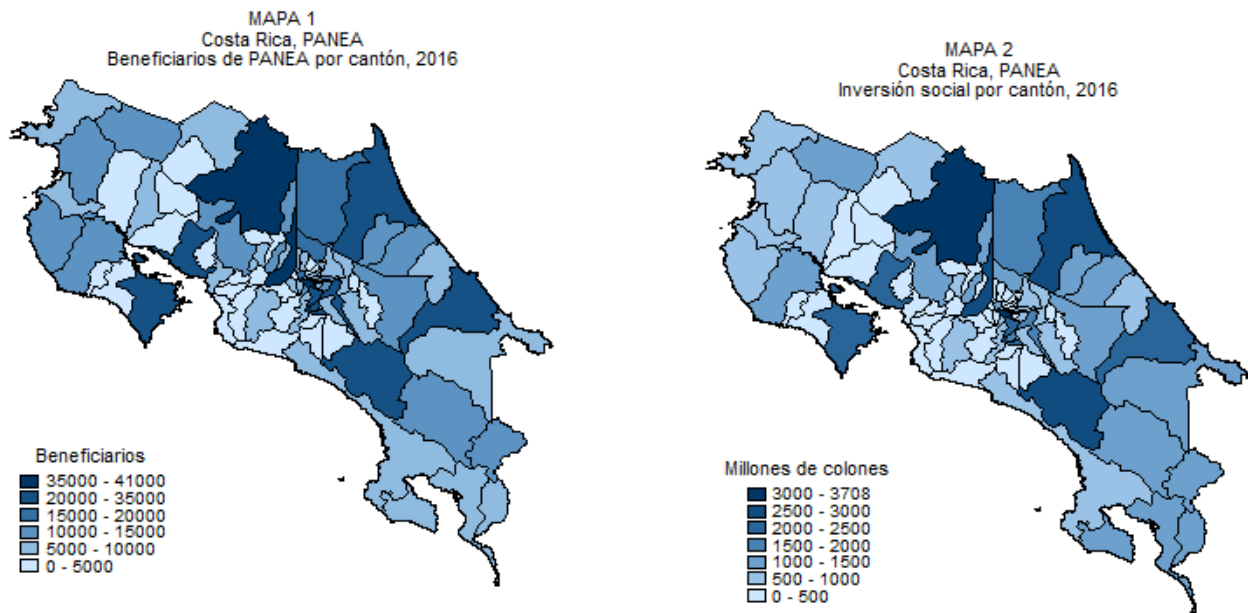 MAPA 1
Costa Rica, PANEA
Beneficiarios de PANEA por cantón, 2016
Beneficiarios
35000 - 41000
20000 - 35000
15000 - 20000
10000 - 15000
5000 - 10000
0 - 5000
MAPA 2
Costa Rica, PANEA
Inversión social por cantón, 2016
Millones de colones
3000 - 3708
2500 - 3000
2000 - 2500
1500 - 2000
1000 - 1500
500 - 1000
0 - 500